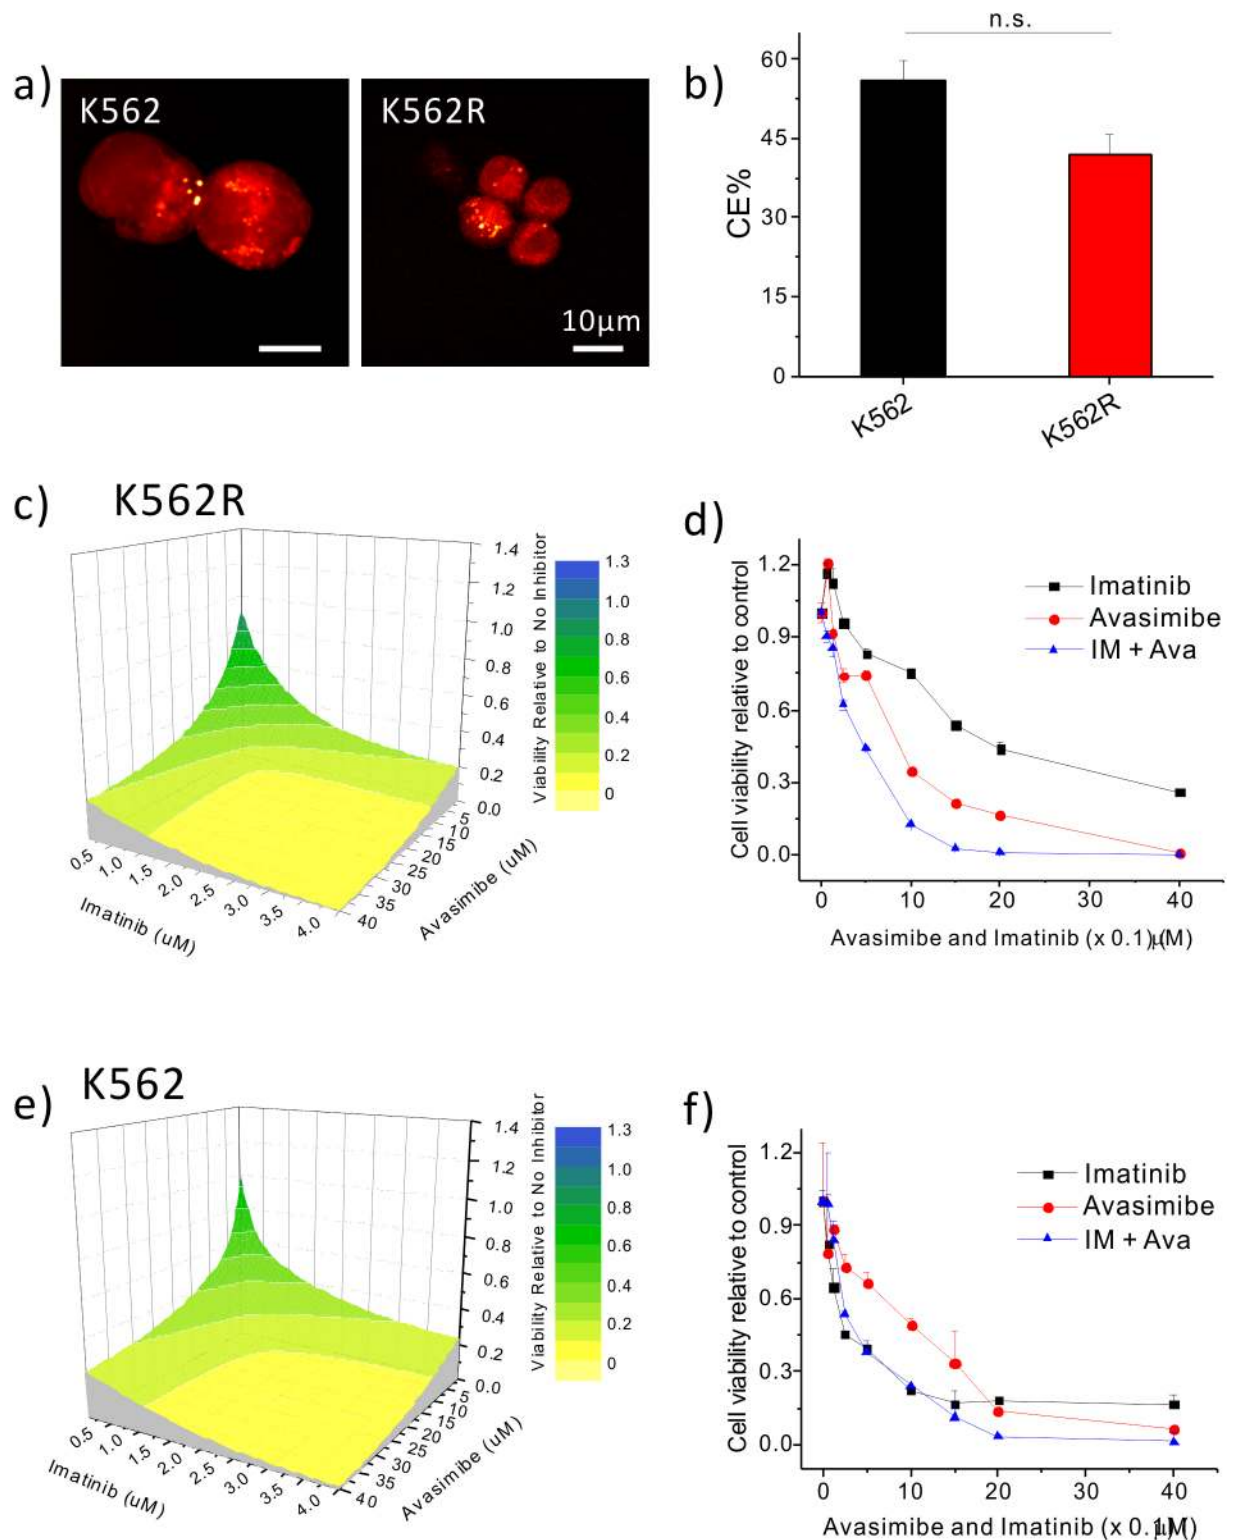 a)
K562
K562R
10μm
b)
n.s.
CE%
60
45
30
15
0
K562
K562R
c)
K562R
1.4
1.2
1.0
0.8
0.6
0.4
0.2
0.0
0.5
1.0
1.5
2.0
2.5
3.0
3.5
4.0
Imatinib (uM)
5
10
15
20
25
30
35
40
Avasimibe (uM)
Viability Relative to No Inhibitor
1.3
1.0
0.8
0.6
0.4
0.2
0
d)
Cell viability relative to control
1.2
0.9
0.6
0.3
0.0
Imatinib
Avasimibe
IM + Ava
0
10
20
30
40
Avasimibe and Imatinib (x 0.1) (μM)
e)
K562
1.4
1.2
1.0
0.8
0.6
0.4
0.2
0.0
0.5
1.0
1.5
2.0
2.5
3.0
3.5
4.0
Imatinib (uM)
5
10
15
20
25
30
35
40
Avasimibe (uM)
Viability Relative to No Inhibitor
1.3
1.0
0.8
0.6
0.4
0.2
0
f)
Cell viability relative to control
1.2
0.9
0.6
0.3
0.0
Imatinib
Avasimibe
IM + Ava
0
10
20
30
40
Avasimibe and Imatinib (x 0.1) (μM)